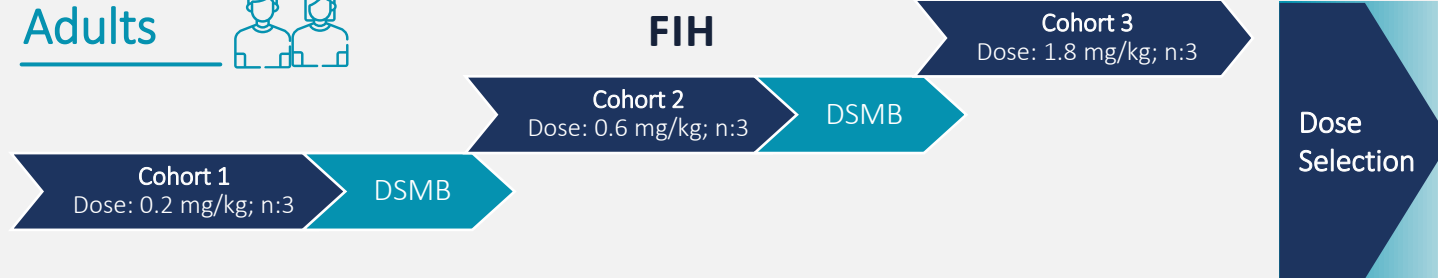 Adults
FIH
Cohort 3
Dose: 1.8 mg/kg; n:3
Cohort 2
Dose: 0.6 mg/kg; n:3
DSMB
Cohort 1
Dose: 0.2 mg/kg; n:3
DSMB
Dose
Selection